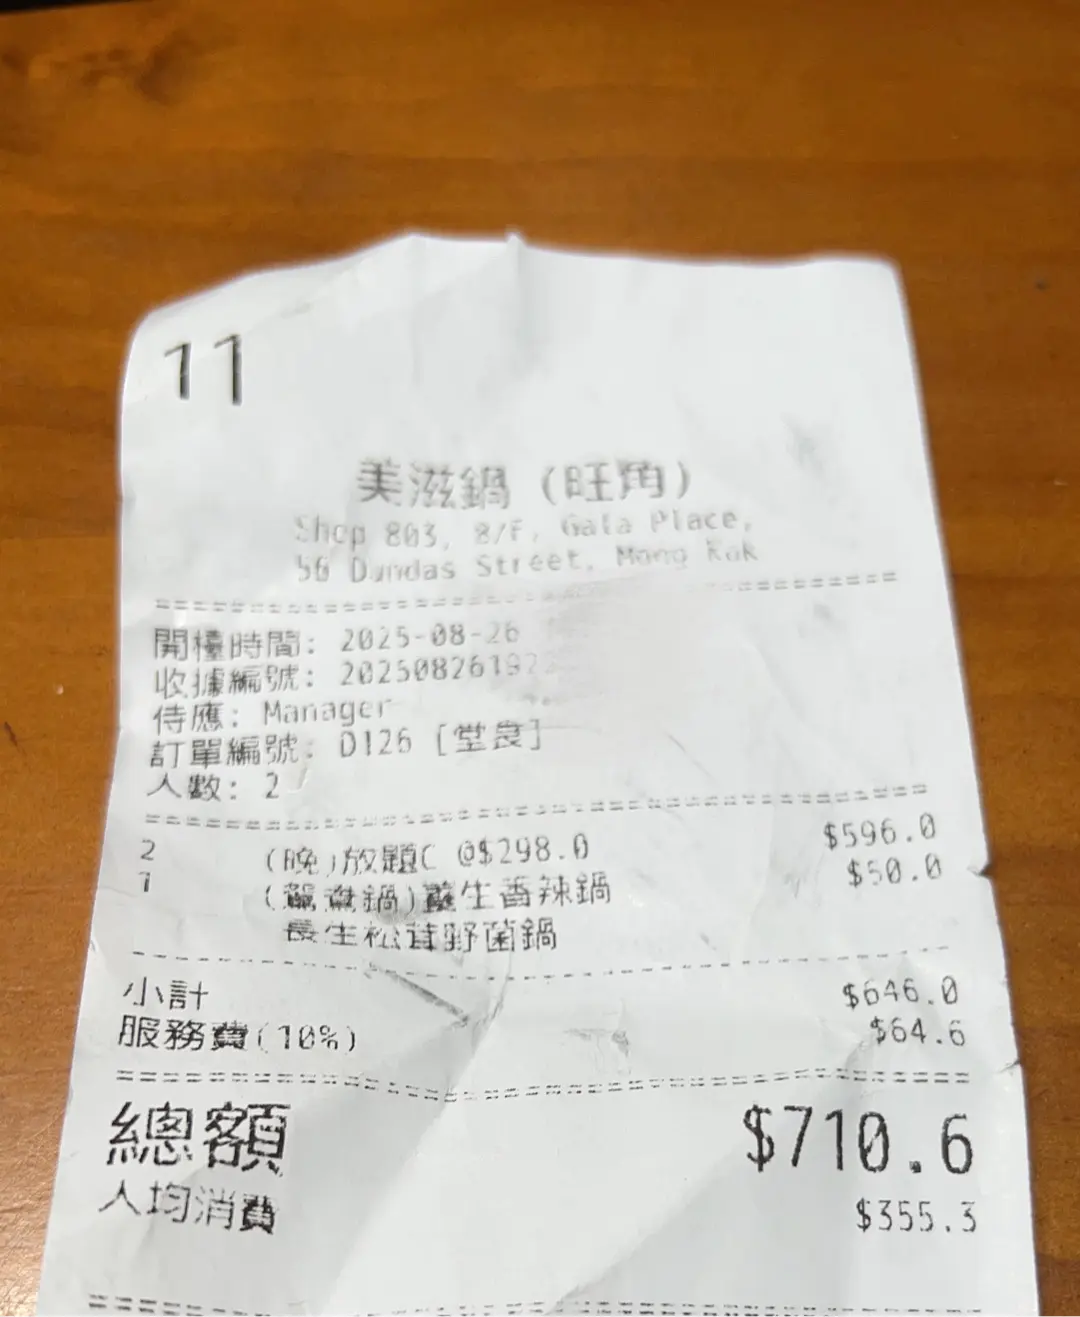 11
美滋鍋 (旺角)
Shop 803, 8/F, Gala Place,
56 Dundas Street, Mong Kok
開檯時間: 2025-08-26
收據編號: 202508261922
侍應: Manager
訂單編號: D126 [堂食]
人數: 2
2 (晚)放題C @$298.0 $596.0
1 (鴛鴦鍋)養生香辣鍋 $50.0
長生松茸野菌鍋
小計 $646.0
服務費(10%) $64.6
總額 $710.6
人均消費 $355.3